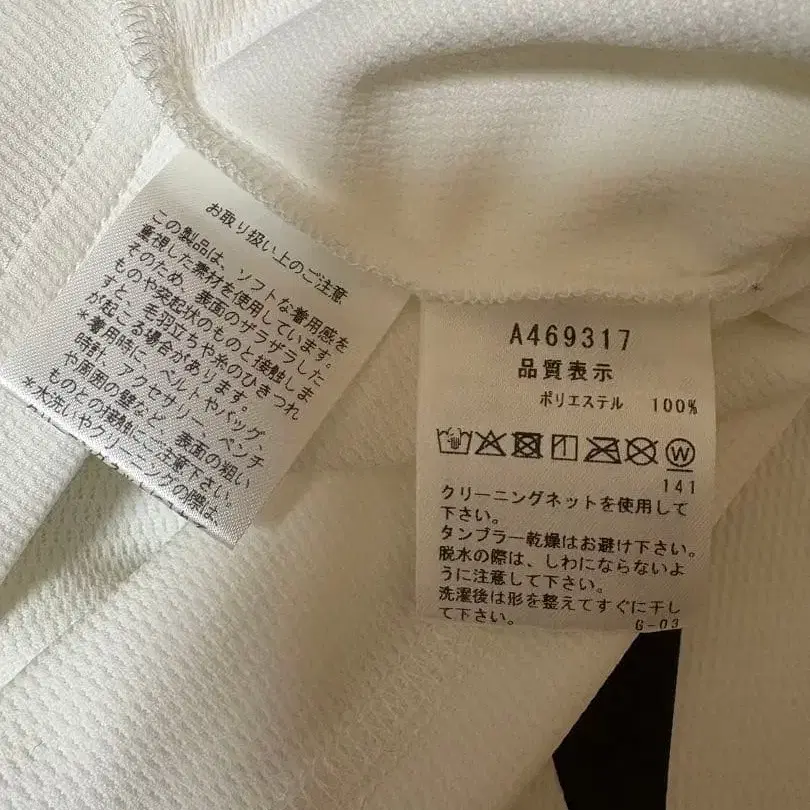 お取り扱い上のご注意
この製品は、ソフトな着用感を
重視した素材を使用しています。
そのため、表面のザラザラした
ものや突起状のものと接触しま
すと、毛羽立ちや糸のひきつれ
が起こる場合があります。
*着用時に、ベルトやバッグ、
時計、アクセサリー、ベンチ
や画面の壁など、表面の粗い
ものとの接触にご注意下さい。
*水洗いやクリーニングの際は、
A469317
品質表示
ポリエステル 100%
W
141
クリーニングネットを使用して
下さい。
タンブラー乾燥はお避け下さい。
脱水の際は、しわにならないよ
うに注意して下さい。
洗濯後は形を整えてすぐに干し
て下さい。
G-03